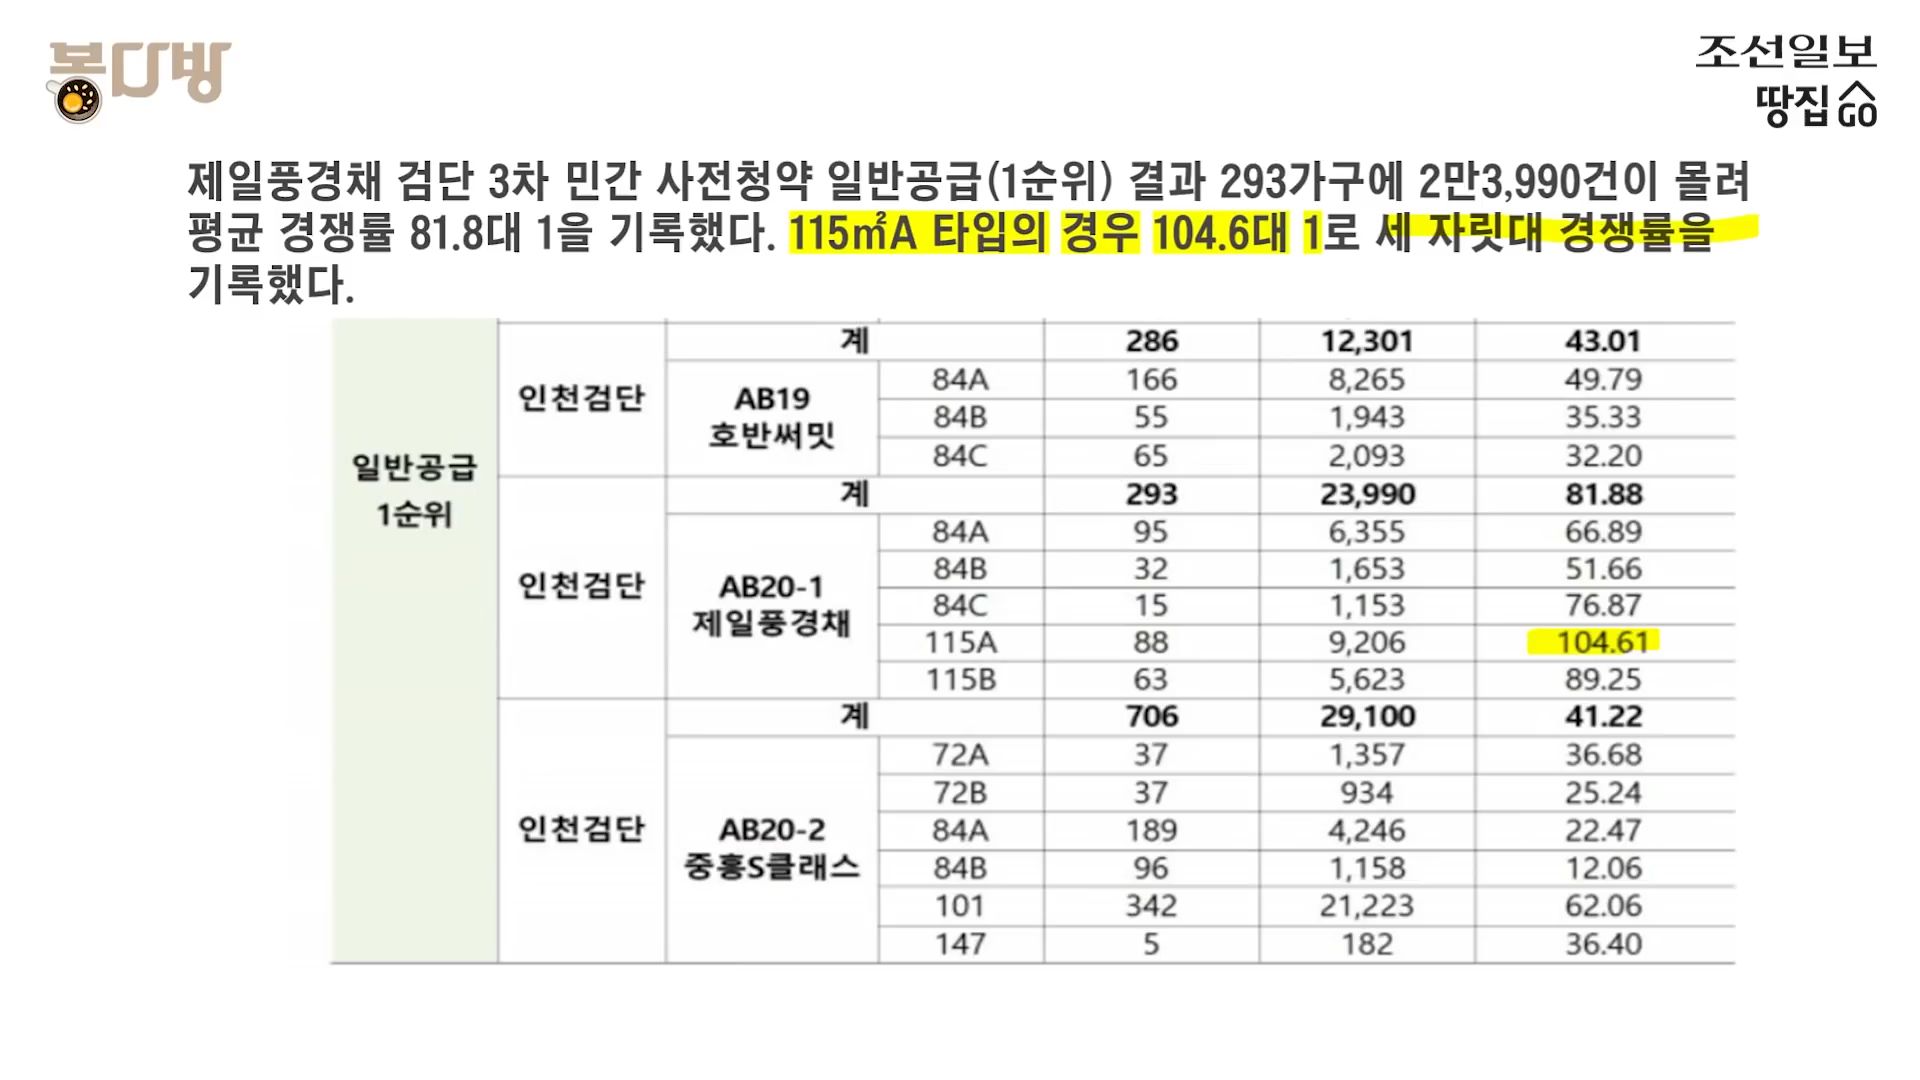 봉다방
조선일보
땅집GO
제일풍경채 검단 3차 민간 사전청약 일반공급(1순위) 결과 293가구에 2만3,990건이 몰려
평균 경쟁률 81.8대 1을 기록했다. 115㎡A 타입의 경우 104.6대 1로 세 자릿대 경쟁률을
기록했다.
일반공급
1순위
인천검단
계 286 12,301 43.01
AB19
호반써밋
84A 166 8,265 49.79
84B 55 1,943 35.33
84C 65 2,093 32.20
인천검단
계 293 23,990 81.88
AB20-1
제일풍경채
84A 95 6,355 66.89
84B 32 1,653 51.66
84C 15 1,153 76.87
115A 88 9,206 104.61
115B 63 5,623 89.25
인천검단
계 706 29,100 41.22
AB20-2
중흥S클래스
72A 37 1,357 36.68
72B 37 934 25.24
84A 189 4,246 22.47
84B 96 1,158 12.06
101 342 21,223 62.06
147 5 182 36.40